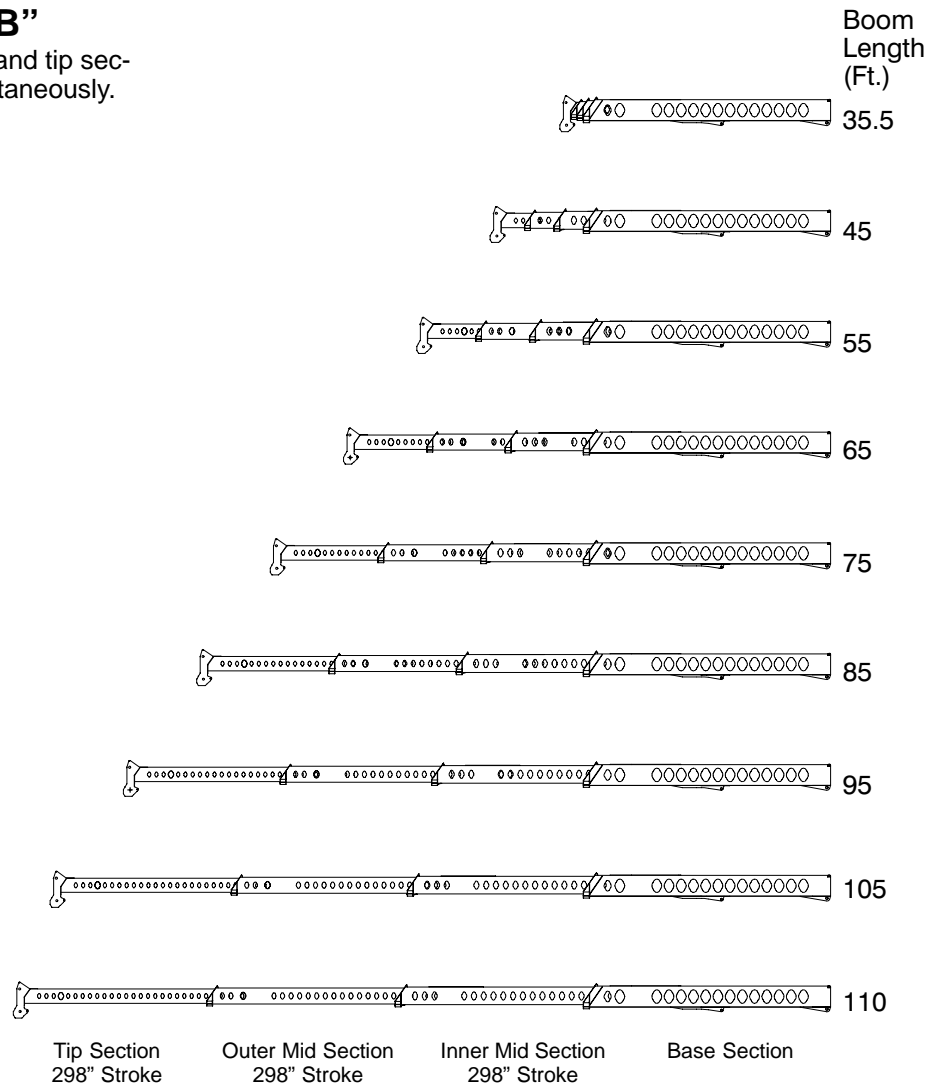 B”
and tip sec-
taneously.
Boom
Length
(Ft.)
35.5
45
55
65
75
85
95
105
110
Tip Section
298” Stroke
Outer Mid Section
298” Stroke
Inner Mid Section
298” Stroke
Base Section